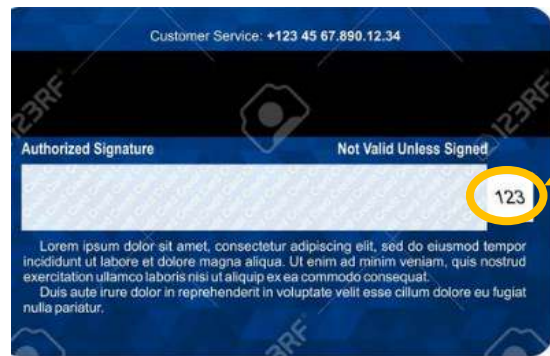 Customer Service: +123 45 67.890.12.34
Authorized Signature Not Valid Unless Signed
123
Lorem ipsum dolor sit amet, consectetur adipiscing elit, sed do eiusmod tempor
incididunt ut labore et dolore magna aliqua. Ut enim ad minim veniam, quis nostrud
exercitation ullamco laboris nisi ut aliquip ex ea commodo consequat.
Duis aute irure dolor in reprehenderit in voluptate velit esse cillum dolore eu fugiat
nulla pariatur.
123RF
123RF
123RF